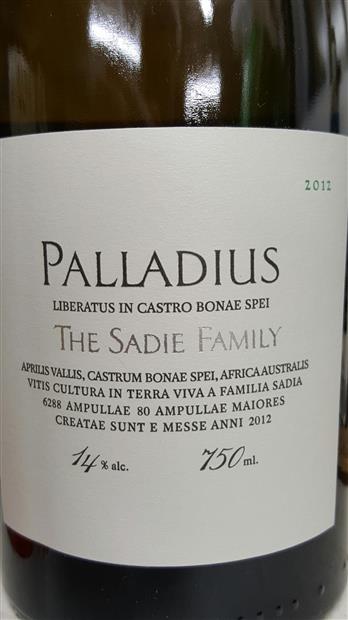 2012
PALLADIUS
LIBERATUS IN CASTRO BONAE SPEI
THE SADIE FAMILY
APRILIS VALLIS, CASTRUM BONAE SPEI, AFRICA AUSTRALIS
VITIS CULTURA IN TERRA VIVA A FAMILIA SADIA
6288 AMPULLAE 80 AMPULLAE MAIORES
CREATAE SUNT E MESSE ANNI 2012
14 % alc. 750 ml.